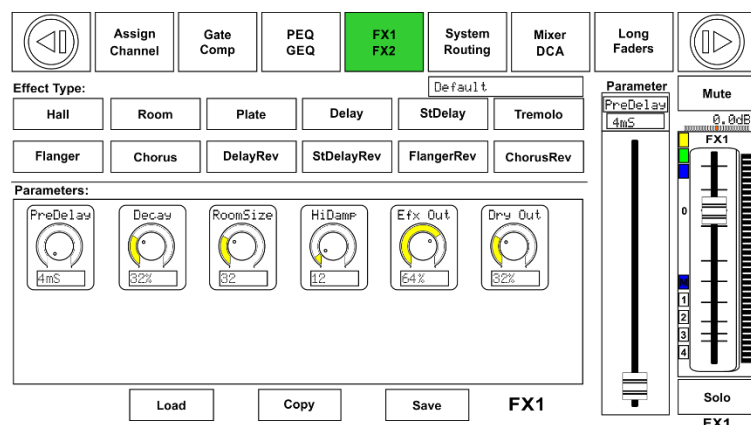 Assign
Channel
Gate
Comp
PEQ
GEQ
FX1
FX2
System
Routing
Mixer
DCA
Long
Faders
Effect Type:
Default
Parameter
Mute
Hall
Room
Plate
Delay
StDelay
Tremolo
PreDelay
4mS
0.0dB
FX1
Flanger
Chorus
DelayRev
StDelayRev
FlangerRev
ChorusRev
Parameters:
PreDelay
Decay
RoomSize
HiDamp
Efx Out
Dry Out
4mS
32%
32
12
64%
32%
0
1
2
3
4
Load
Copy
Save
FX1
Solo
FX1